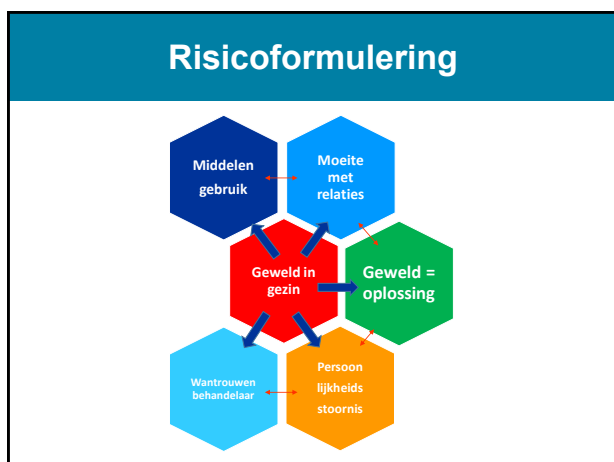 Risicoformulering
Middelen
gebruik
Moeite
met
relaties
Geweld in
gezin
Geweld =
oplossing
Wantrouwen
behandelaar
Persoon
lijkheids
stoornis